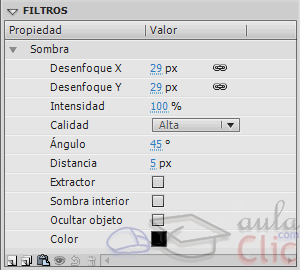 FILTROS
Propiedad Valor
Sombra
Desenfoque X 29 px
Desenfoque Y 29 px
Intensidad 100 %
Calidad Alta
Ángulo 45 °
Distancia 5 px
Extractor
Sombra interior
Ocultar objeto
Color
aula
Clic